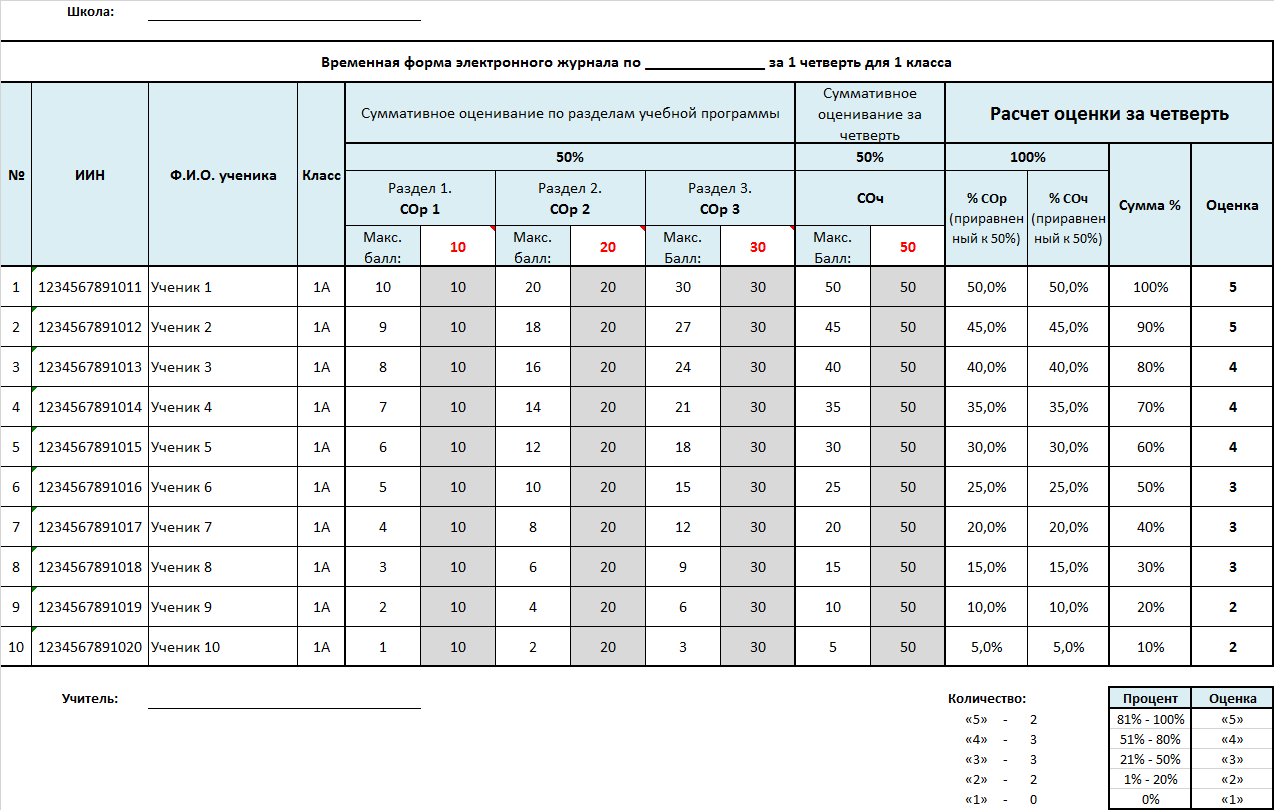 Школа:
Временная форма электронного журнала по ______________ за 1 четверть для 1 класса
№ ИИН Ф.И.О. ученика Класс Суммативное оценивание по разделам учебной программы Суммативное оценивание за четверть Расчет оценки за четверть
50% 50% 100% Сумма % Оценка
Раздел 1. Раздел 2. Раздел 3. СОч % СОр (приравненный к 50%) % СОч (приравненный к 50%)
СОр 1 СОр 2 СОр 3
Макс. балл: 10 Макс. балл: 20 Макс. Балл: 30 Макс. Балл: 50
1 1234567891011 Ученик 1 1А 10 10 20 20 30 30 50 50 50,0% 50,0% 100% 5
2 1234567891012 Ученик 2 1А 9 10 18 20 27 30 45 50 45,0% 45,0% 90% 5
3 1234567891013 Ученик 3 1А 8 10 16 20 24 30 40 50 40,0% 40,0% 80% 4
4 1234567891014 Ученик 4 1А 7 10 14 20 21 30 35 50 35,0% 35,0% 70% 4
5 1234567891015 Ученик 5 1А 6 10 12 20 18 30 30 50 30,0% 30,0% 60% 4
6 1234567891016 Ученик 6 1А 5 10 10 20 15 30 25 50 25,0% 25,0% 50% 3
7 1234567891017 Ученик 7 1А 4 10 8 20 12 30 20 50 20,0% 20,0% 40% 3
8 1234567891018 Ученик 8 1А 3 10 6 20 9 30 15 50 15,0% 15,0% 30% 3
9 1234567891019 Ученик 9 1А 2 10 4 20 6 30 10 50 10,0% 10,0% 20% 2
10 1234567891020 Ученик 10 1А 1 10 2 20 3 30 5 50 5,0% 5,0% 10% 2
Учитель: Количество: Процент Оценка
«5» - 2 81% - 100% «5»
«4» - 3 51% - 80% «4»
«3» - 3 21% - 50% «3»
«2» - 2 1% - 20% «2»
«1» - 0 0% «1»